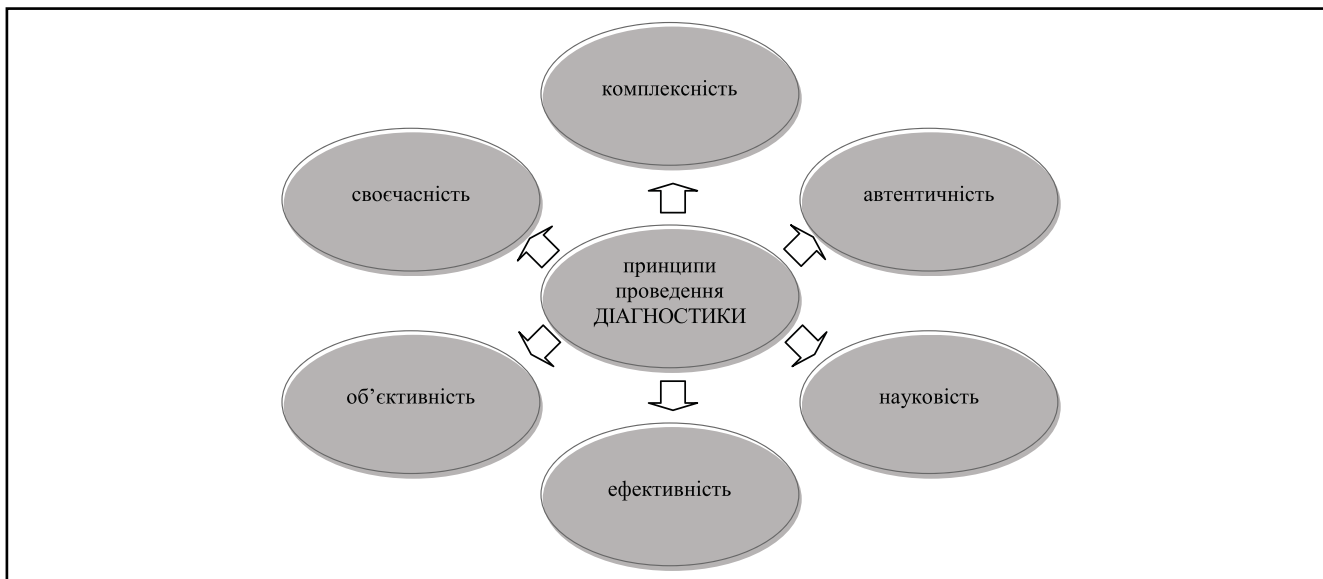 комплексність
своєчасність
автентичність
принципи
проведення
ДІАГНОСТИКИ
об’єктивність
науковість
ефективність